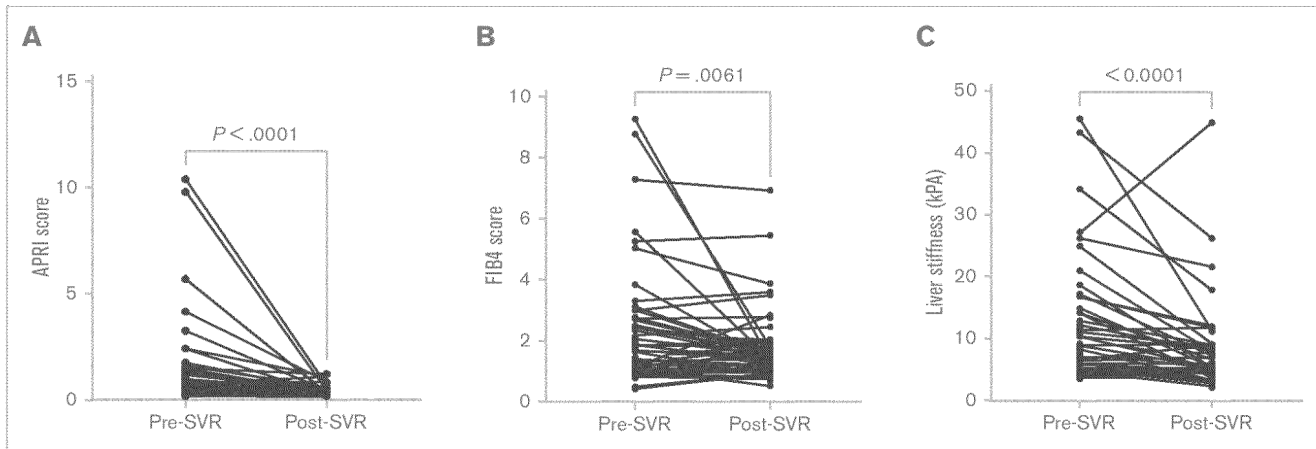 A
APRI score
15
10
5
0
P < .0001
Pre-SVR
Post-SVR
B
FIB4 score
10
8
6
4
2
0
P = .0061
Pre-SVR
Post-SVR
C
Liver stiffness (kPA)
50
40
30
20
10
0
< 0.0001
Pre-SVR
Post-SVR